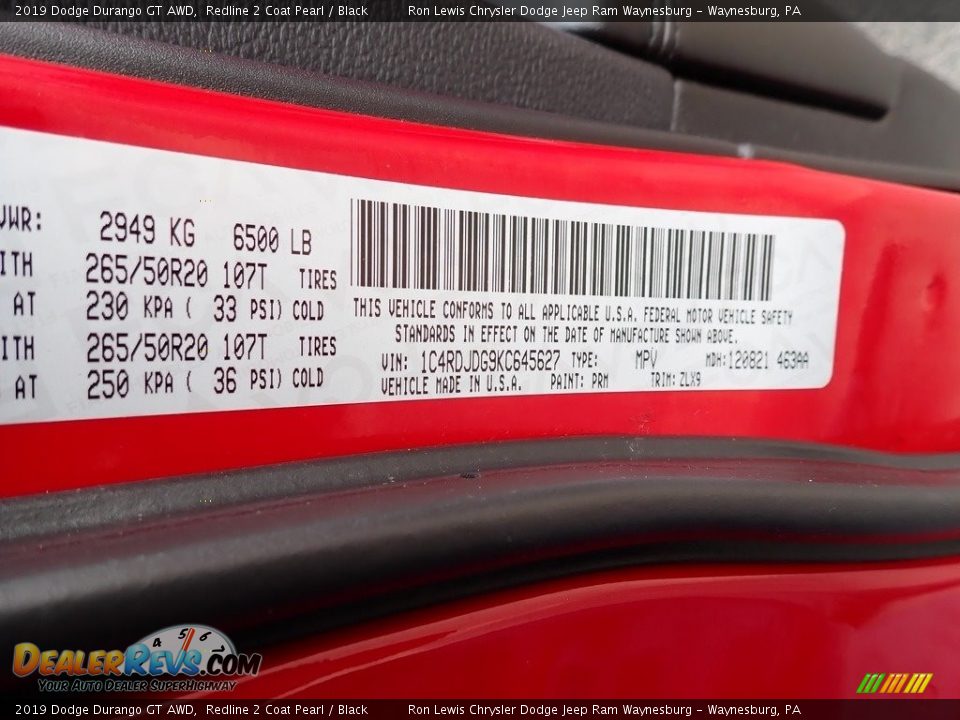 2019 Dodge Durango GT AWD, Redline 2 Coat Pearl / Black Ron Lewis Chrysler Dodge Jeep Ram Waynesburg - Waynesburg, PA
VWR: 2949 KG 6500 LB
ITH 265/50R20 107T TIRES
AT 230 KPA ( 33 PSI) COLD
ITH 265/50R20 107T TIRES
AT 250 KPA ( 36 PSI) COLD
THIS VEHICLE CONFORMS TO ALL APPLICABLE U.S.A. FEDERAL MOTOR VEHICLE SAFETY
STANDARDS IN EFFECT ON THE DATE OF MANUFACTURE SHOWN ABOVE.
VIN: 1C4RDJDG9KC645627 TYPE: MPV MDH:120821 463AA
VEHICLE MADE IN U.S.A. PAINT: PRM TRIM: ZLX9
4 5 6
DealerRevs.com
Your Auto Dealer SuperHighway
2019 Dodge Durango GT AWD, Redline 2 Coat Pearl / Black Ron Lewis Chrysler Dodge Jeep Ram Waynesburg - Waynesburg, PA